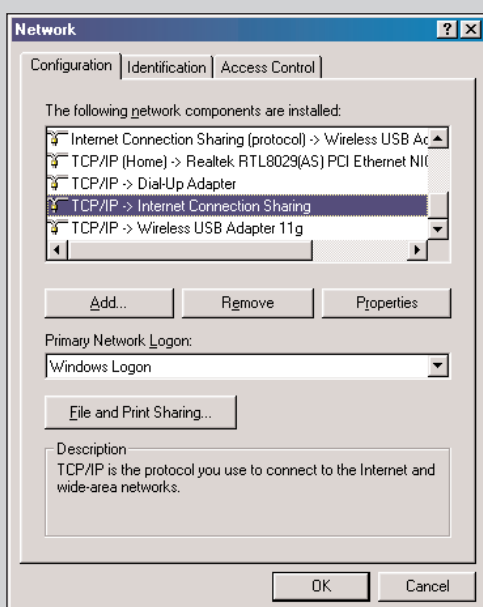 Network
Configuration Identification Access Control
The following network components are installed:
Internet Connection Sharing (protocol) -> Wireless USB Ac
TCP/IP (Home) -> Realtek RTL8029(AS) PCI Ethernet NI
TCP/IP -> Dial-Up Adapter
TCP/IP -> Internet Connection Sharing
TCP/IP -> Wireless USB Adapter 11g
Add... Remove Properties
Primary Network Logon:
Windows Logon
File and Print Sharing...
Description
TCP/IP is the protocol you use to connect to the Internet and
wide-area networks.
OK Cancel